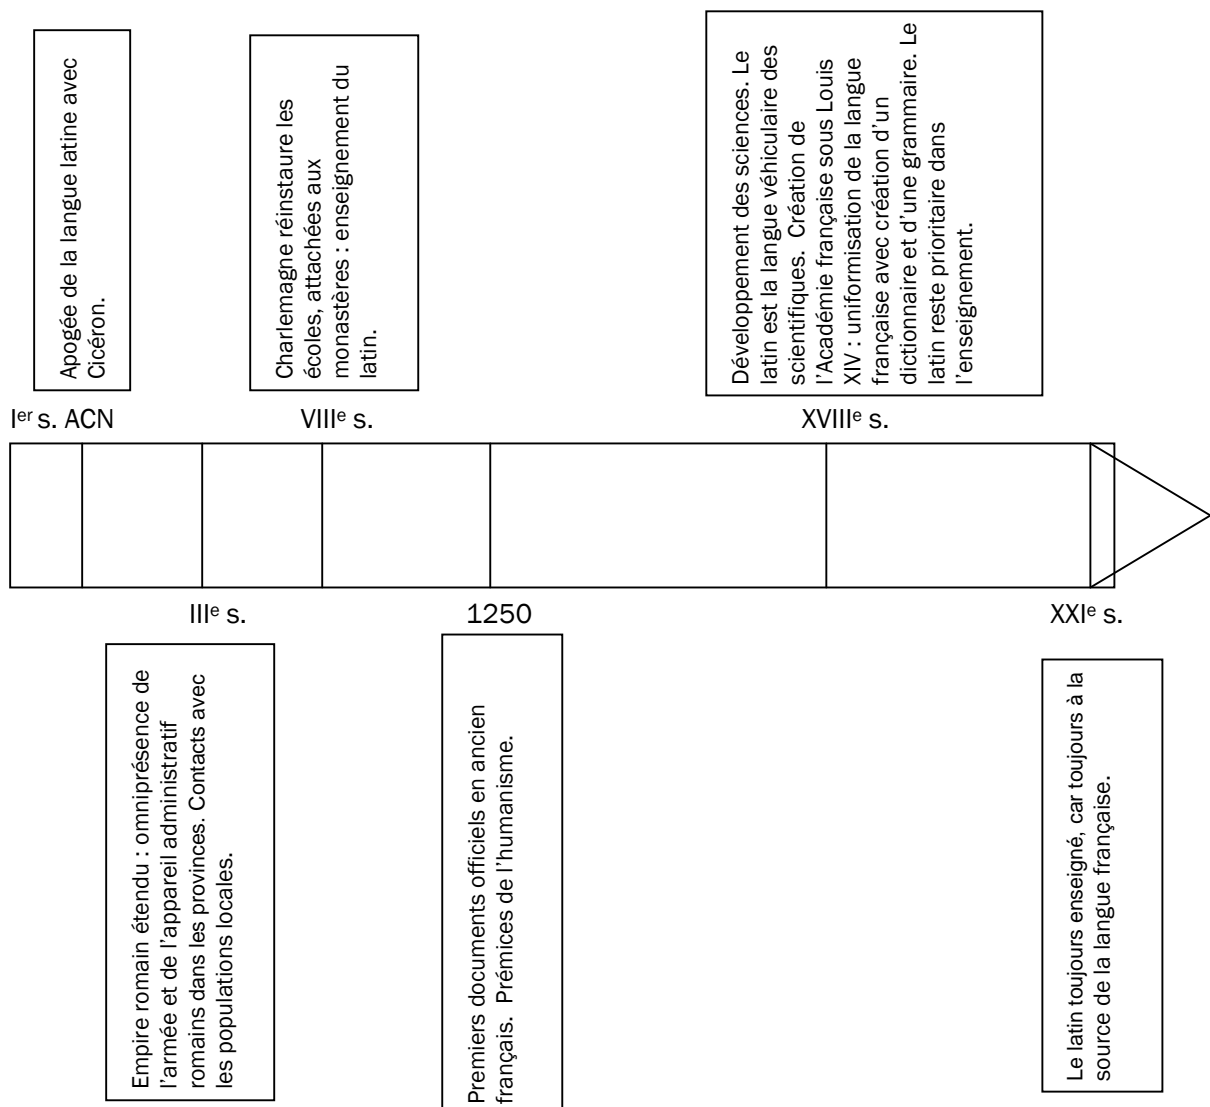 Apogée de la langue latine avec
Cicéron.
Charlemagne réinstaure les
écoles, attachées aux
monastères : enseignement du
latin.
Développement des sciences. Le
latin est la langue véhiculaire des
scientifiques. Création de
l'Académie française sous Louis
XIV : uniformisation de la langue
française avec création d'un
dictionnaire et d'une grammaire. Le
latin reste prioritaire dans
l'enseignement.
Ier s. ACN
VIIIe s.
XVIIIe s.
IIIe s.
1250
XXIe s.
Empire romain étendu : omniprésence de
l'armée et de l'appareil administratif
romains dans les provinces. Contacts avec
les populations locales.
Premiers documents officiels en ancien
français. Prémices de l'humanisme.
Le latin toujours enseigné, car toujours à la
source de la langue française.